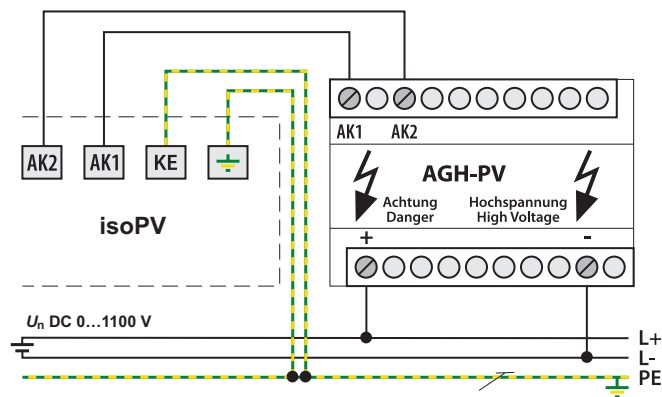 AK1 AK2
AK2 AK1 KE
AGH-PV
isoPV
Achtung Hochspannung
Danger High Voltage
+ -
Un DC 0...1100 V
L+
L-
PE